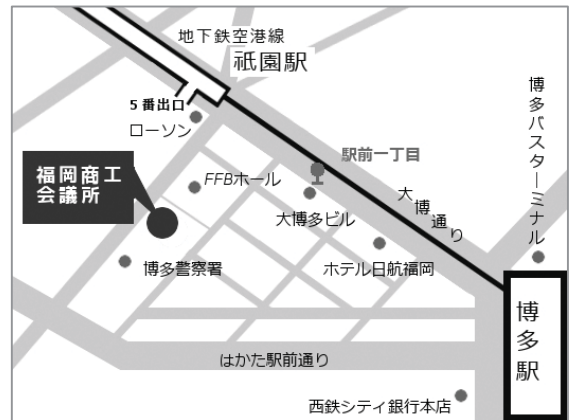 地下鉄空港線
祇園駅
5番出口
ローソン
福岡商工
会議所
FFBホール
駅前一丁目
大博多ビル
大博通り
博多バスターミナル
博多警察署
ホテル日航福岡
博多駅
はかた駅前通り
西鉄シティ銀行本店